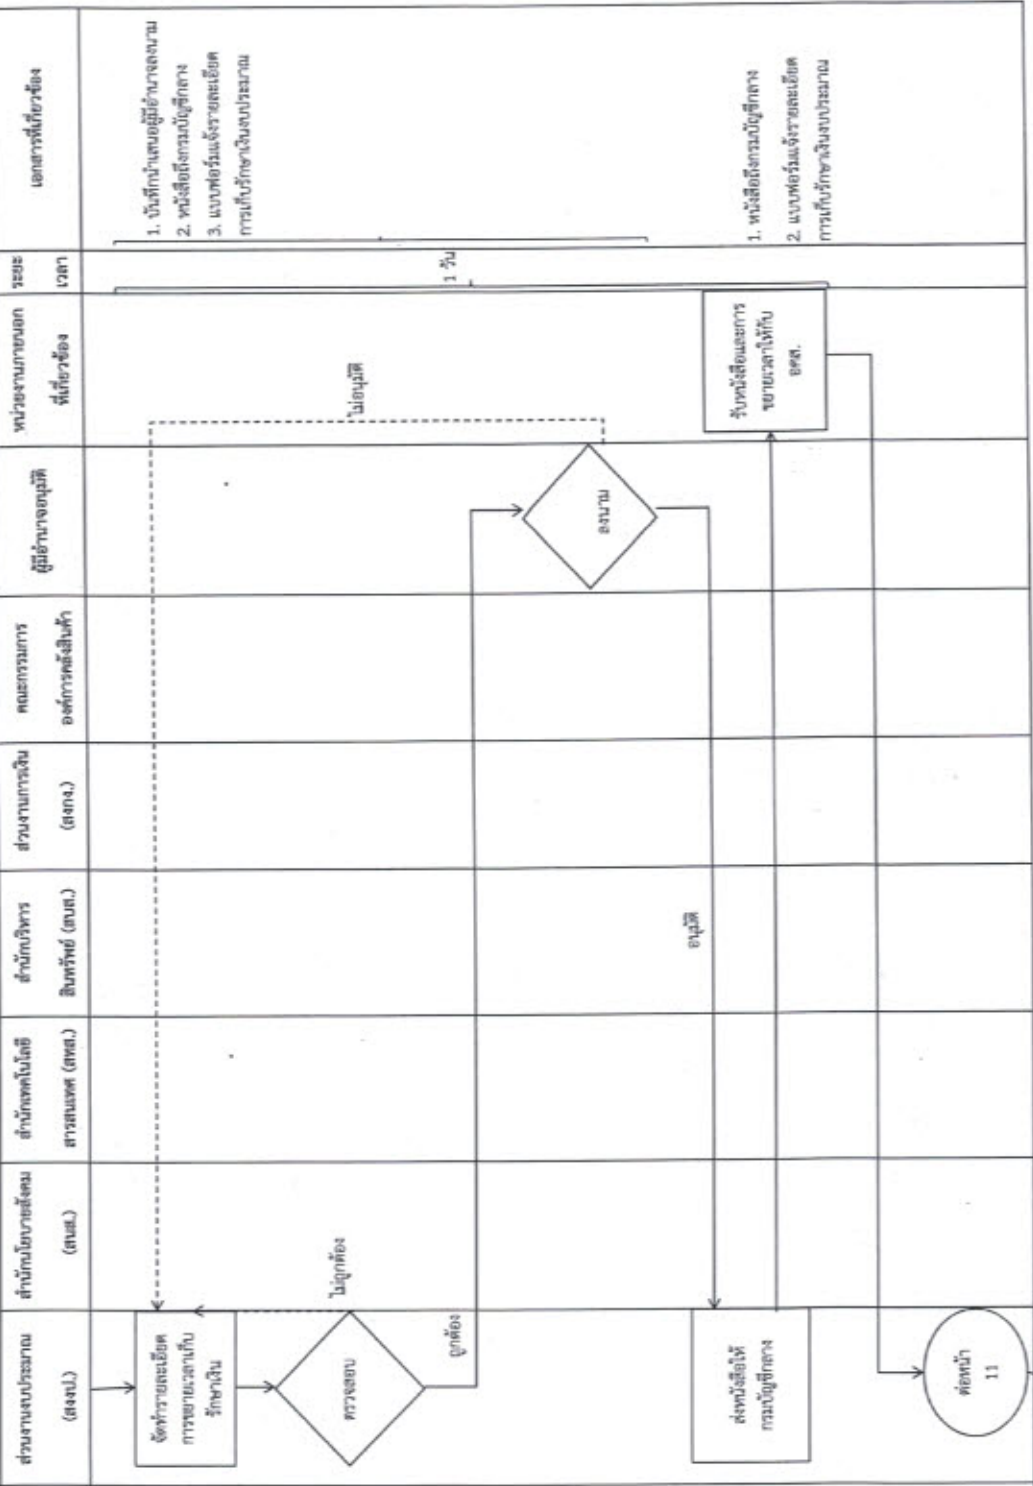 ส่วนงานงบประมาณ
(สงงป.)
สำนักนโยบายสังคม
(สนส.)
สำนักเทคโนโลยี
สารสนเทศ (สทส.)
สำนักบริหาร
สินทรัพย์ (สบส.)
ส่วนงานการเงิน
(สงกง.)
คณะกรรมการ
องค์การคลังสินค้า
ผู้มีอำนาจอนุมัติ
หน่วยงานภายนอก
ที่เกี่ยวข้อง
ระยะ
เวลา
เอกสารที่เกี่ยวข้อง
จัดทำรายละเอียด
การขยายเวลาเก็บ
รักษาเงิน
ไม่อนุมัติ
1. บันทึกนำเสนอผู้มีอำนาจลงนาม
2. หนังสือถึงกรมบัญชีกลาง
3. แบบฟอร์มแจ้งรายละเอียด
การเก็บรักษาเงินงบประมาณ
ตรวจสอบ
ไม่ถูกต้อง
ถูกต้อง
1 วัน
ลงนาม
อนุมัติ
ส่งหนังสือให้
กรมบัญชีกลาง
รับหนังสือและการ
ขยายเวลาให้กับ
อคส.
1. หนังสือถึงกรมบัญชีกลาง
2. แบบฟอร์มแจ้งรายละเอียด
การเก็บรักษาเงินงบประมาณ
ต่อหน้า
11